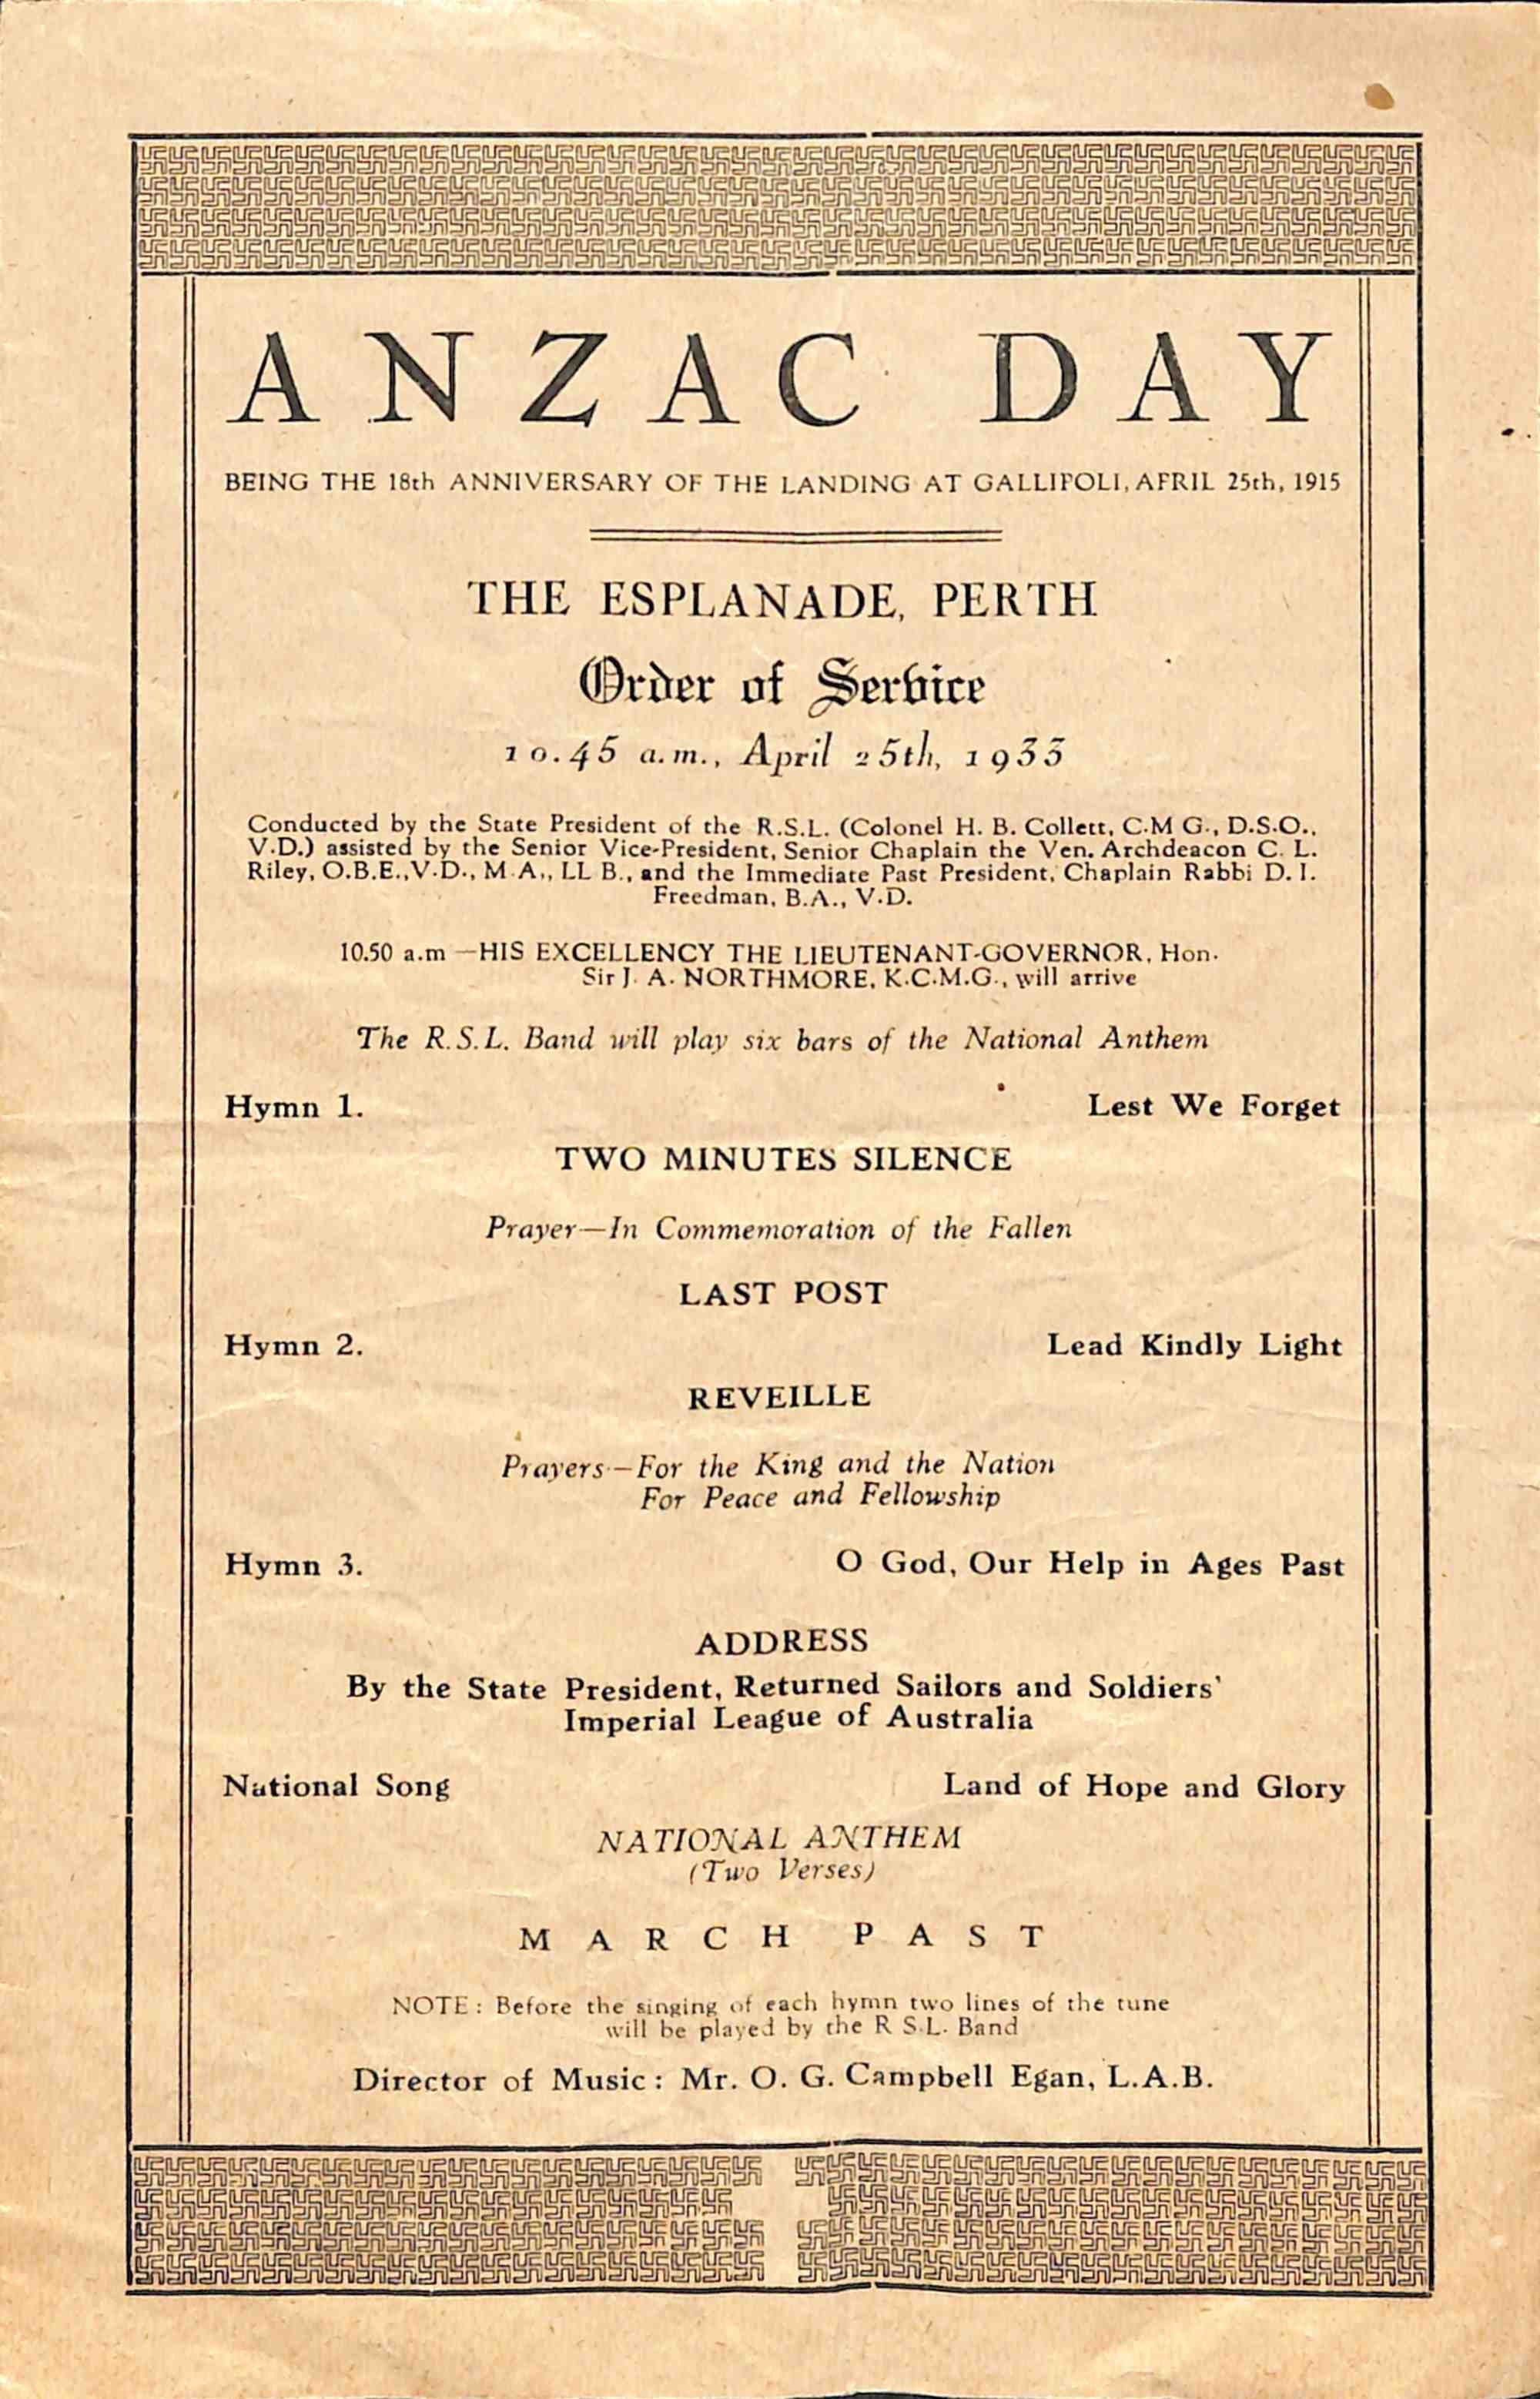 ANZAC DAY
BEING THE 18th ANNIVERSARY OF THE LANDING AT GALLIPOLI, APRIL 25th, 1915
THE ESPLANADE, PERTH
Order of Service
10.45 a.m., April 25th, 1933
Conducted by the State President of the R.S.L. (Colonel H. B. Collett, C.M G., D.S.O.,
V.D.) assisted by the Senior Vice-President, Senior Chaplain the Ven. Archdeacon C. L.
Riley, O.B.E.,V.D., M.A., LL B., and the Immediate Past President, Chaplain Rabbi D. I.
Freedman, B.A., V.D.
10.50 a.m —HIS EXCELLENCY THE LIEUTENANT-GOVERNOR, Hon.
Sir J. A. NORTHMORE, K.C.M.G., will arrive
The R.S.L. Band will play six bars of the National Anthem
Hymn 1. Lest We Forget
TWO MINUTES SILENCE
Prayer—In Commemoration of the Fallen
LAST POST
Hymn 2. Lead Kindly Light
REVEILLE
Prayers—For the King and the Nation
For Peace and Fellowship
Hymn 3. O God, Our Help in Ages Past
ADDRESS
By the State President, Returned Sailors and Soldiers'
Imperial League of Australia
National Song Land of Hope and Glory
NATIONAL ANTHEM
(Two Verses)
MARCH PAST
NOTE: Before the singing of each hymn two lines of the tune
will be played by the R S.L. Band
Director of Music: Mr. O. G. Campbell Egan, L.A.B.